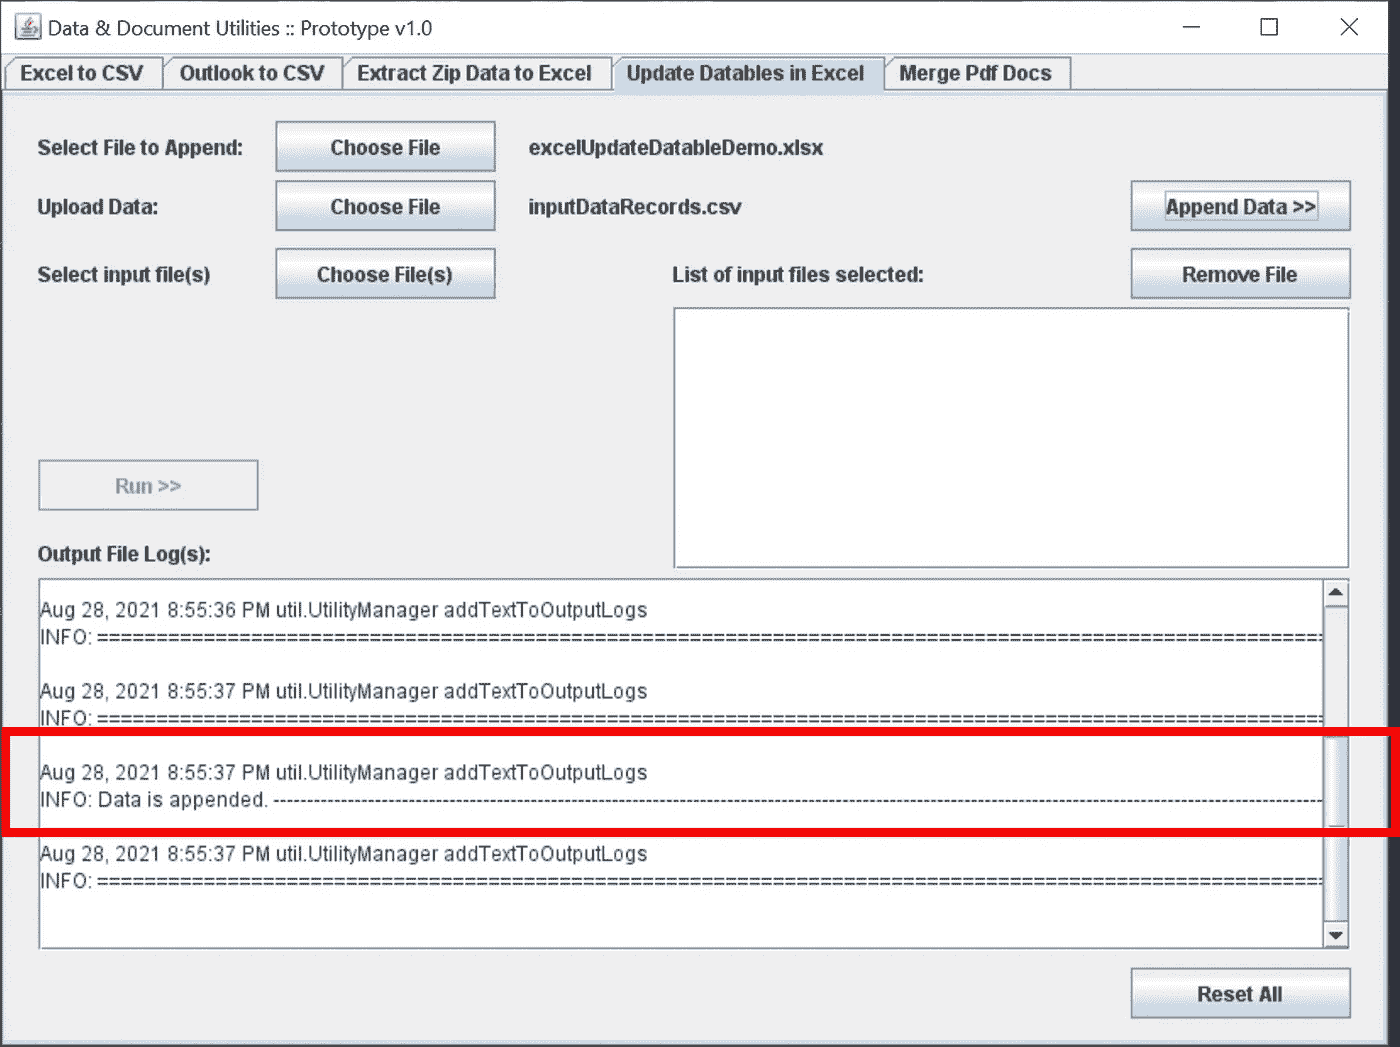 Data & Document Utilities :: Prototype v1.0
Excel to CSV
Outlook to CSV
Extract Zip Data to Excel
Update Datables in Excel
Merge Pdf Docs
Select File to Append:
Choose File
excelUpdateDatableDemo.xlsx
Upload Data:
Choose File
inputDataRecords.csv
Append Data >>
Select input file(s)
Choose File(s)
List of input files selected:
Remove File
Run >>
Output File Log(s):
Aug 28, 2021 8:55:36 PM util.UtilityManager addTextToOutputLogs
INFO: ==========================================================================================
Aug 28, 2021 8:55:37 PM util.UtilityManager addTextToOutputLogs
INFO: ==========================================================================================
Aug 28, 2021 8:55:37 PM util.UtilityManager addTextToOutputLogs
INFO: Data is appended. ------------------------------------------------------------------------------------------
Aug 28, 2021 8:55:37 PM util.UtilityManager addTextToOutputLogs
INFO: ==========================================================================================
Reset All